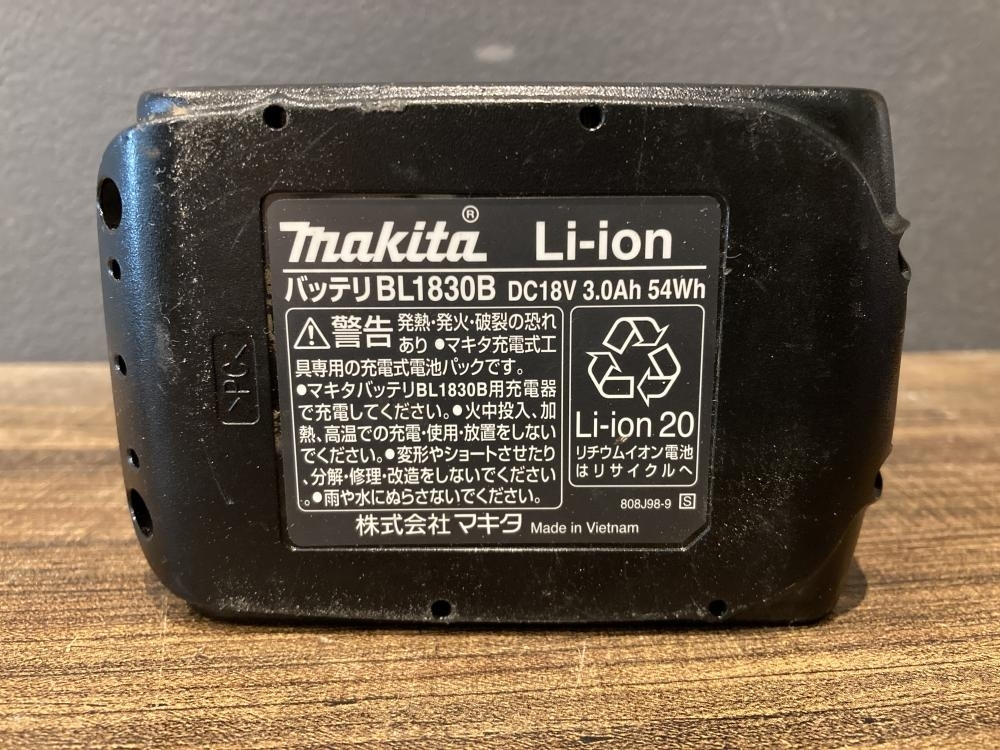 makita® Li-ion
バッテリ BL1830B DC18V 3.0Ah 54Wh
警告 発熱・発火・破裂の恐れ
あり ●マキタ充電式工
具専用の充電式電池パックです。
●マキタバッテリBL1830B用充電器
で充電してください。●火中投入、加
熱、高温での充電・使用・放置をしない
でください。●変形やショートさせたり
、分解・修理・改造をしないでください
。●雨や水にぬらさないでください。
Li-ion 20
リチウムイオン電池
はリサイクルへ
808J98-9 S
株式会社 マキタ Made in Vietnam
>PC<